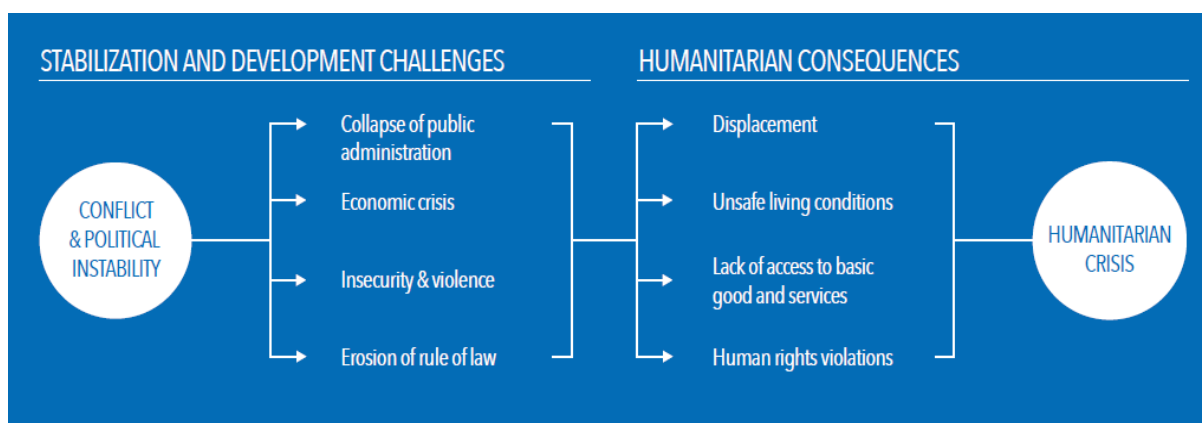 STABILIZATION AND DEVELOPMENT CHALLENGES
HUMANITARIAN CONSEQUENCES
CONFLICT
& POLITICAL
INSTABILITY
Collapse of public
administration
Economic crisis
Insecurity & violence
Erosion of rule of law
Displacement
Unsafe living conditions
Lack of access to basic
good and services
Human rights violations
HUMANITARIAN
CRISIS